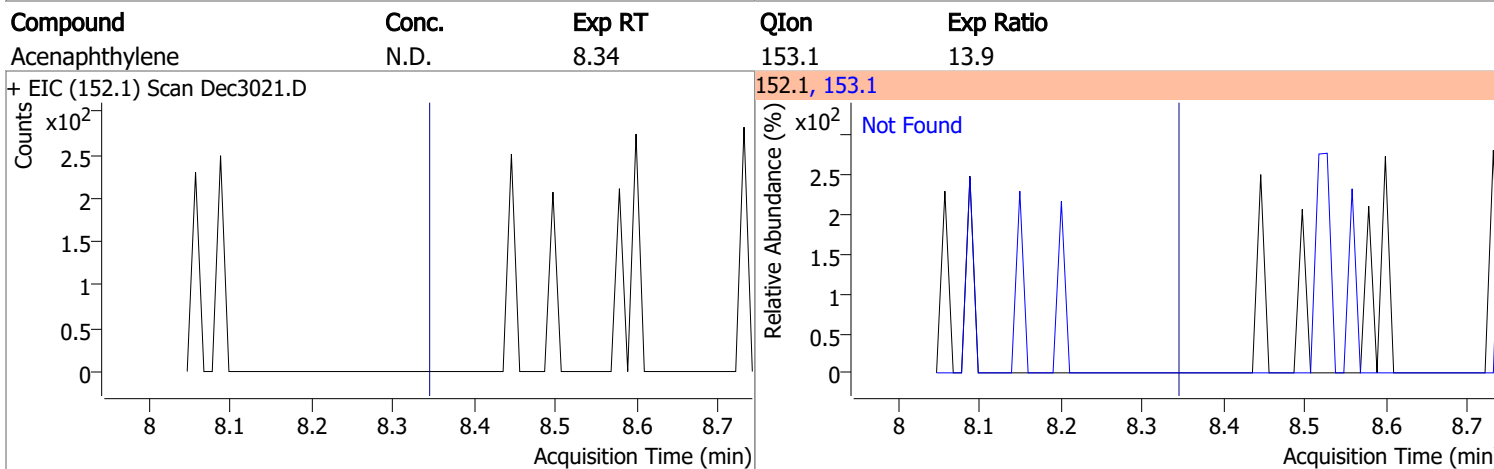 Compound Conc. Exp RT QIon Exp Ratio
Acenaphthylene N.D. 8.34 153.1 13.9
+ EIC (152.1) Scan Dec3021.D
Counts
x10²
2.5
2
1.5
1
0.5
0
8 8.1 8.2 8.3 8.4 8.5 8.6 8.7
Acquisition Time (min)
152.1, 153.1
Relative Abundance (%)
x10²
Not Found
2.5
2
1.5
1
0.5
0
8 8.1 8.2 8.3 8.4 8.5 8.6 8.7
Acquisition Time (min